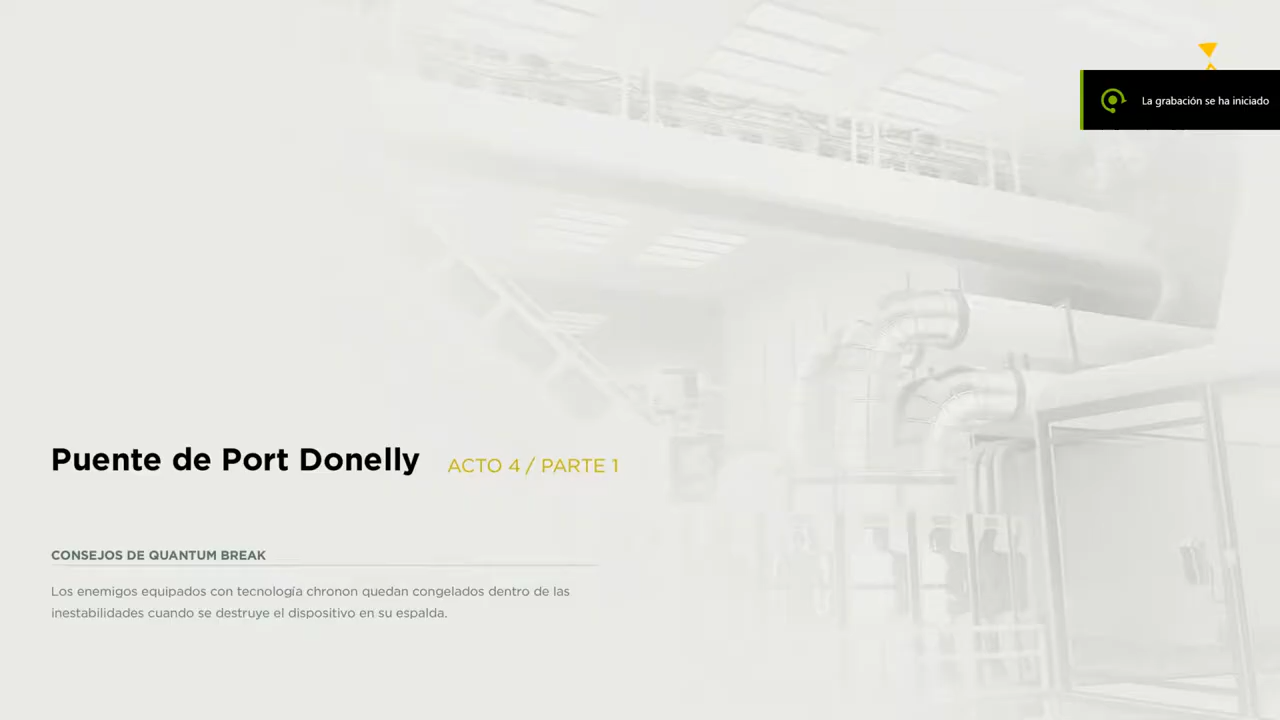 La grabación se ha iniciado
Puente de Port Donelly ACTO 4 / PARTE 1
CONSEJOS DE QUANTUM BREAK
Los enemigos equipados con tecnología chronon quedan congelados dentro de las
inestabilidades cuando se destruye el dispositivo en su espalda.